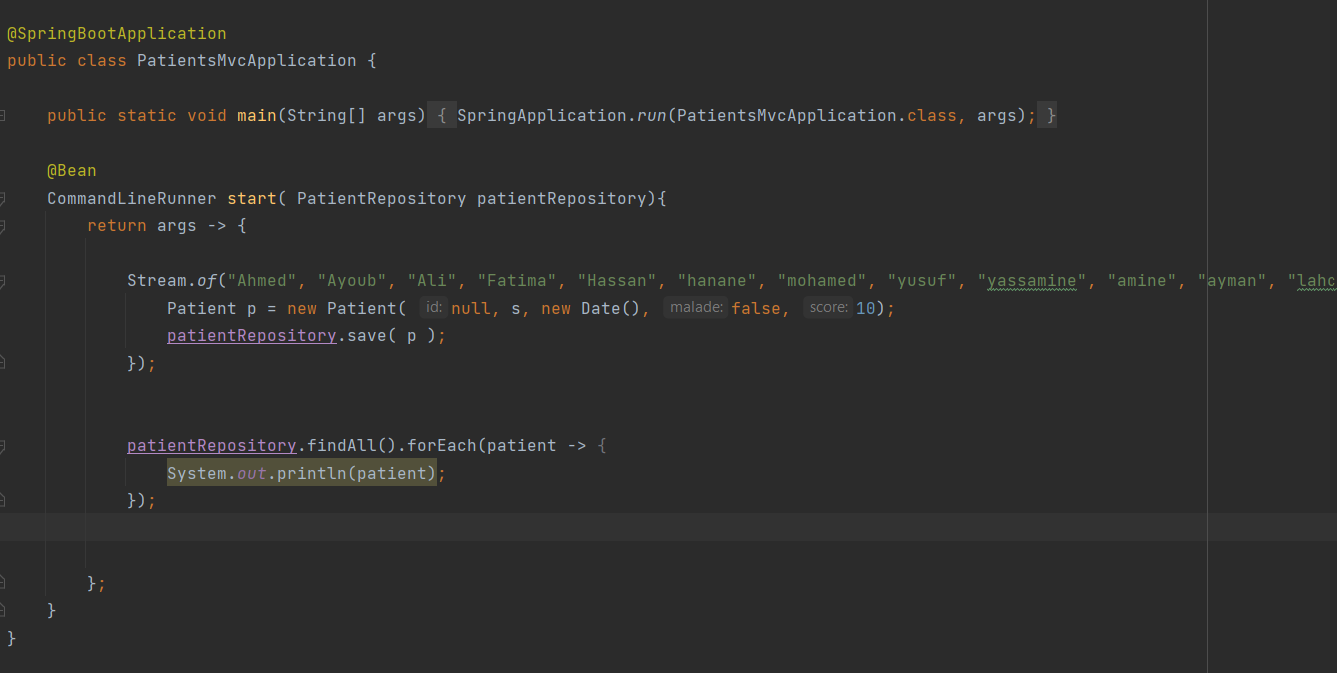 @SpringBootApplication
public class PatientsMvcApplication {
public static void main(String[] args) { SpringApplication.run(PatientsMvcApplication.class, args); }
@Bean
CommandLineRunner start( PatientRepository patientRepository){
return args -> {
Stream.of("Ahmed", "Ayoub", "Ali", "Fatima", "Hassan", "hanane", "mohamed", "yusuf", "yassamine", "amine", "ayman", "lahc
Patient p = new Patient( id: null, s, new Date(), malade: false, score: 10);
patientRepository.save( p );
});
patientRepository.findAll().forEach(patient -> {
System.out.println(patient);
});
};
}
}